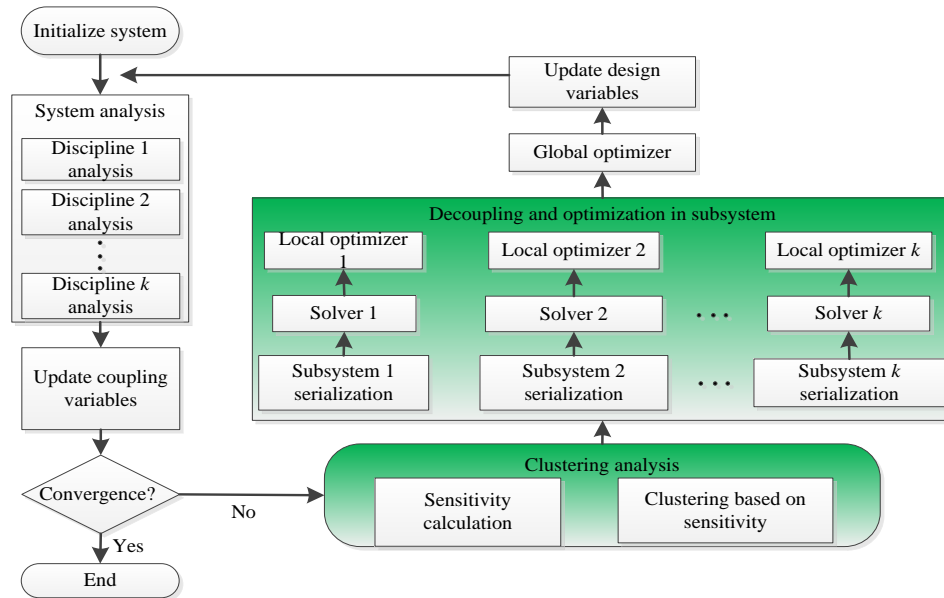 Initialize system
System analysis
Discipline 1
analysis
Discipline 2
analysis
Discipline k
analysis
Update coupling
variables
Convergence?
No
Yes
End
Update design
variables
Global optimizer
Decoupling and optimization in subsystem
Local optimizer
1
Local optimizer 2
Local optimizer k
Solver 1
Solver 2
...
Solver k
Subsystem 1
serialization
Subsystem 2
serialization
...
Subsystem k
serialization
Clustering analysis
Sensitivity
calculation
Clustering based on
sensitivity